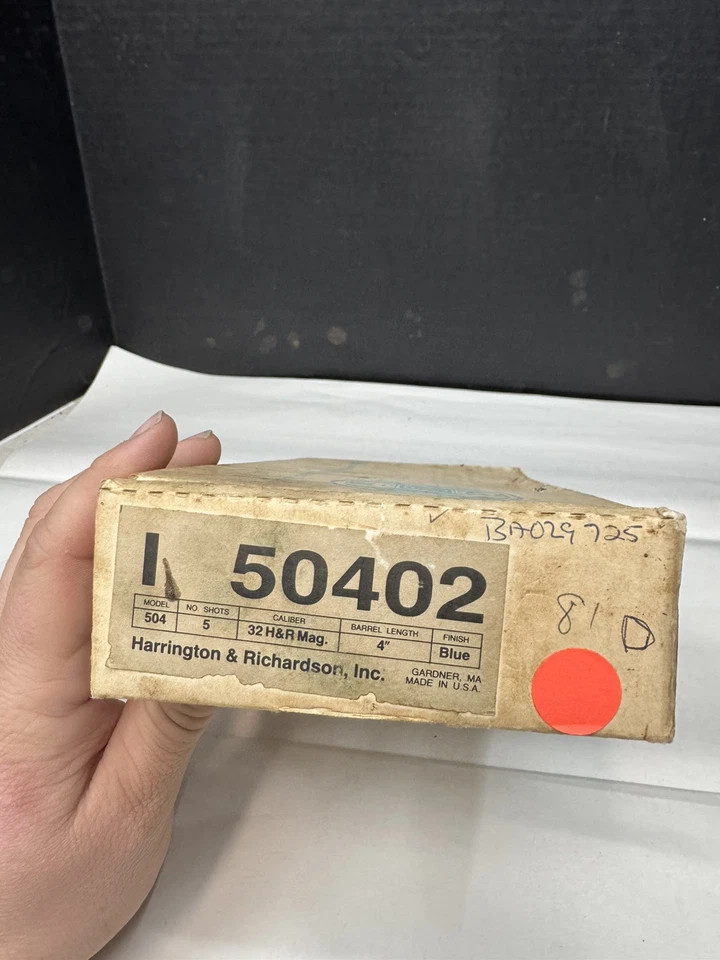 BA029725
I 50402
MODEL NO. SHOTS CALIBER BARREL LENGTH FINISH
504 5 32 H&R Mag. 4" Blue
Harrington & Richardson, Inc.
GARDNER, MA
MADE IN U.S.A.
81 D